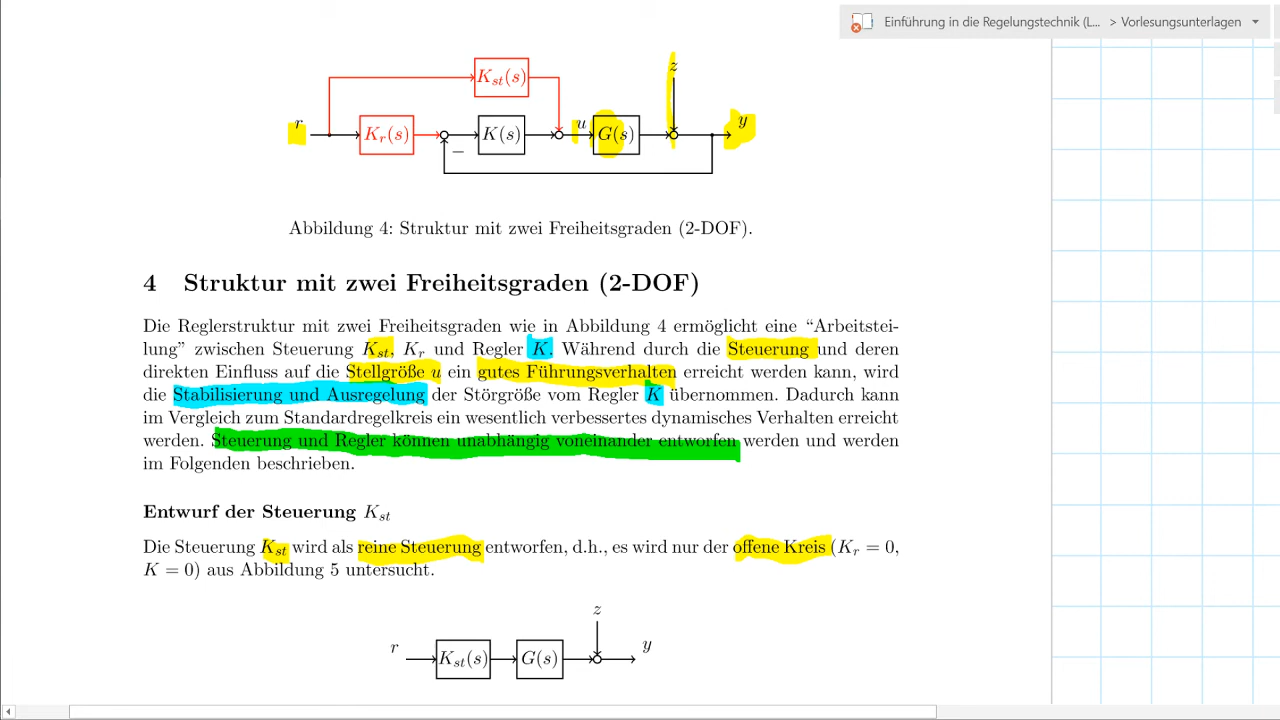 Einführung in die Regelungstechnik (L... > Vorlesungsunterlagen
z
K_st(s)
r K_r(s) K(s) u G(s) y
−
Abbildung 4: Struktur mit zwei Freiheitsgraden (2-DOF).
4 Struktur mit zwei Freiheitsgraden (2-DOF)
Die Reglerstruktur mit zwei Freiheitsgraden wie in Abbildung 4 ermöglicht eine “Arbeitstei-
lung” zwischen Steuerung K_st, K_r und Regler K. Während durch die Steuerung und deren
direkten Einfluss auf die Stellgröße u ein gutes Führungsverhalten erreicht werden kann, wird
die Stabilisierung und Ausregelung der Störgröße vom Regler K übernommen. Dadurch kann
im Vergleich zum Standardregelkreis ein wesentlich verbessertes dynamisches Verhalten erreicht
werden. Steuerung und Regler können unabhängig voneinander entworfen werden und werden
im Folgenden beschrieben.
Entwurf der Steuerung K_st
Die Steuerung K_st wird als reine Steuerung entworfen, d.h., es wird nur der offene Kreis (K_r = 0,
K = 0) aus Abbildung 5 untersucht.
z
r K_st(s) G(s) y